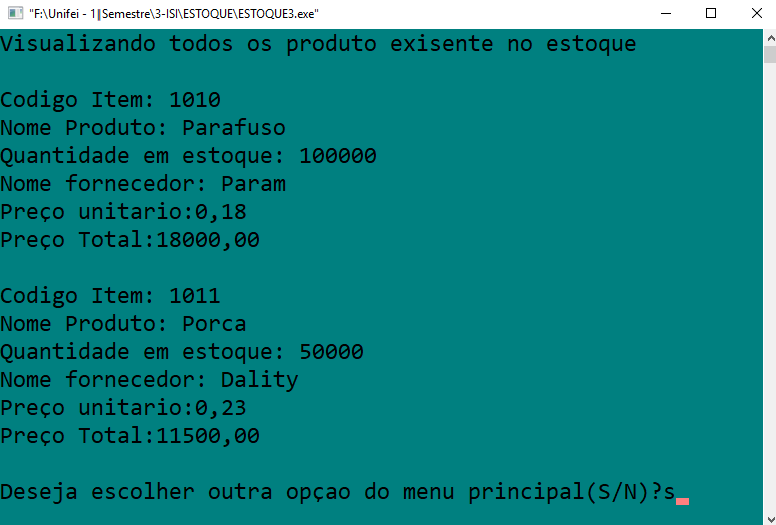 "F:\Unifei - 1║Semestre\3-ISI\ESTOQUE\ESTOQUE3.exe"
Visualizando todos os produto exisente no estoque
Codigo Item: 1010
Nome Produto: Parafuso
Quantidade em estoque: 100000
Nome fornecedor: Param
Preço unitario:0,18
Preço Total:18000,00
Codigo Item: 1011
Nome Produto: Porca
Quantidade em estoque: 50000
Nome fornecedor: Dality
Preço unitario:0,23
Preço Total:11500,00
Deseja escolher outra opçao do menu principal(S/N)?s